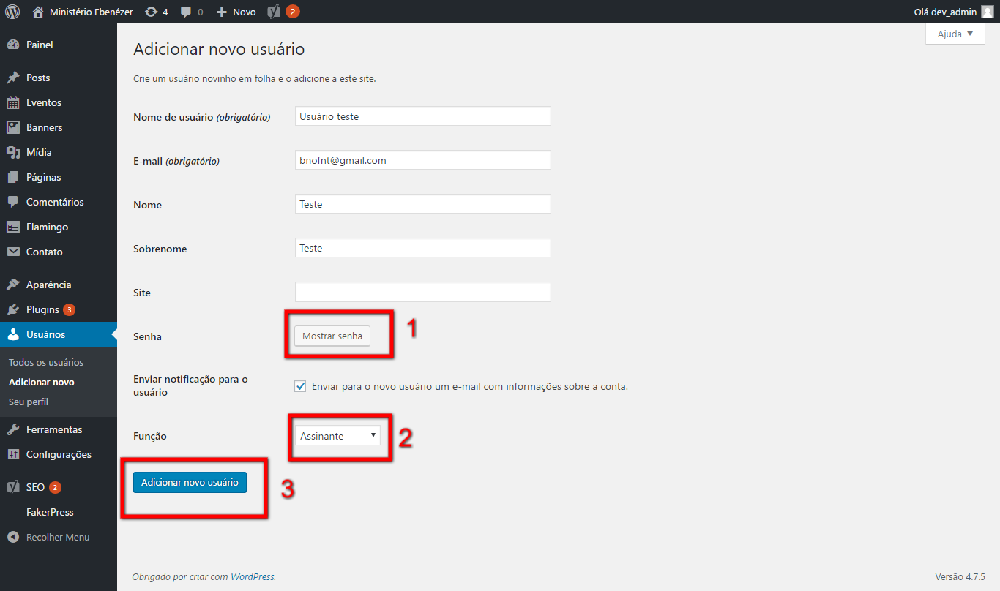 Ministério Ebenézer 4 0 Novo 2 Olá dev_admin
Ajuda
Painel
Posts
Eventos
Banners
Mídia
Páginas
Comentários
Flamingo
Contato
Aparência
Plugins 3
Usuários
Todos os usuários
Adicionar novo
Seu perfil
Ferramentas
Configurações
SEO 2
FakerPress
Recolher Menu
Adicionar novo usuário
Crie um usuário novinho em folha e o adicione a este site.
Nome de usuário (obrigatório) Usuário teste
E-mail (obrigatório) bnofnt@gmail.com
Nome Teste
Sobrenome Teste
Site
Senha Mostrar senha 1
Enviar notificação para o
usuário
Enviar para o novo usuário um e-mail com informações sobre a conta.
Função Assinante 2
Adicionar novo usuário 3
Obrigado por criar com WordPress. Versão 4.7.5